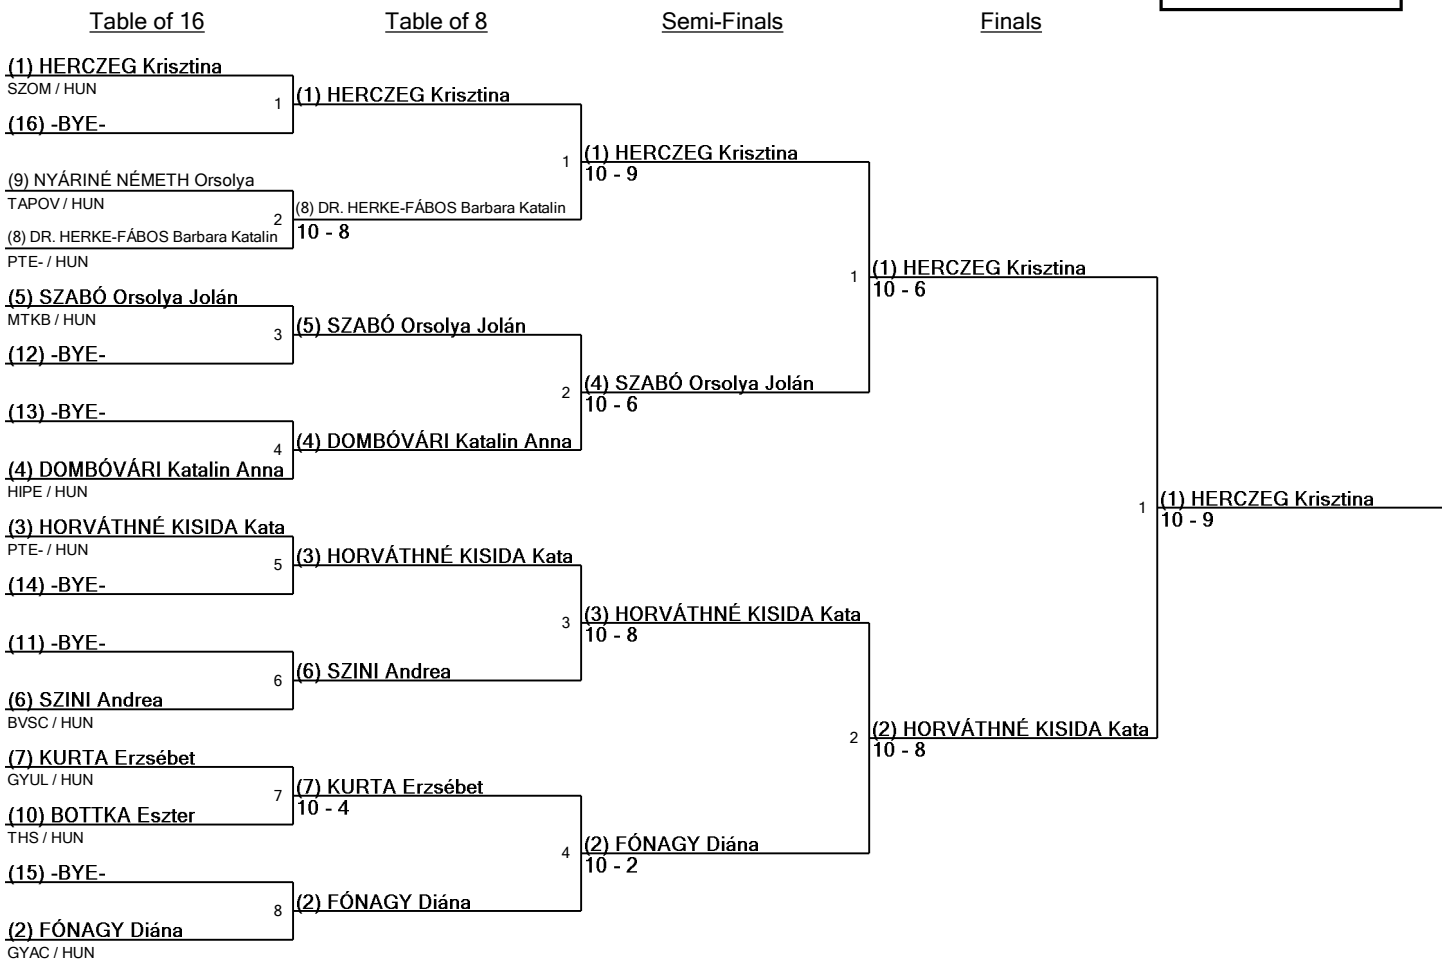 Table of 16
Table of 8
Semi-Finals
Finals
(1) HERCZEG Krisztina
SZOM / HUN
1
(16) -BYE-
(9) NYÁRINÉ NÉMETH Orsolya
TAPOV / HUN
2
(8) DR. HERKE-FÁBOS Barbara Katalin
PTE- / HUN
(5) SZABÓ Orsolya Jolán
MTKB / HUN
3
(12) -BYE-
(13) -BYE-
4
(4) DOMBÓVÁRI Katalin Anna
HIPE / HUN
(3) HORVÁTHNÉ KISIDA Kata
PTE- / HUN
5
(14) -BYE-
(11) -BYE-
6
(6) SZINI Andrea
BVSC / HUN
(7) KURTA Erzsébet
GYUL / HUN
7
(10) BOTTKA Eszter
THS / HUN
(15) -BYE-
8
(2) FÓNAGY Diána
GYAC / HUN
(1) HERCZEG Krisztina
1
(8) DR. HERKE-FÁBOS Barbara Katalin
10 - 8
(5) SZABÓ Orsolya Jolán
2
(4) DOMBÓVÁRI Katalin Anna
(3) HORVÁTHNÉ KISIDA Kata
3
(6) SZINI Andrea
(7) KURTA Erzsébet
10 - 4
4
(2) FÓNAGY Diána
(1) HERCZEG Krisztina
10 - 9
1
(4) SZABÓ Orsolya Jolán
10 - 6
(3) HORVÁTHNÉ KISIDA Kata
10 - 8
2
(2) FÓNAGY Diána
10 - 2
(1) HERCZEG Krisztina
10 - 6
1
(2) HORVÁTHNÉ KISIDA Kata
10 - 8
(1) HERCZEG Krisztina
10 - 9